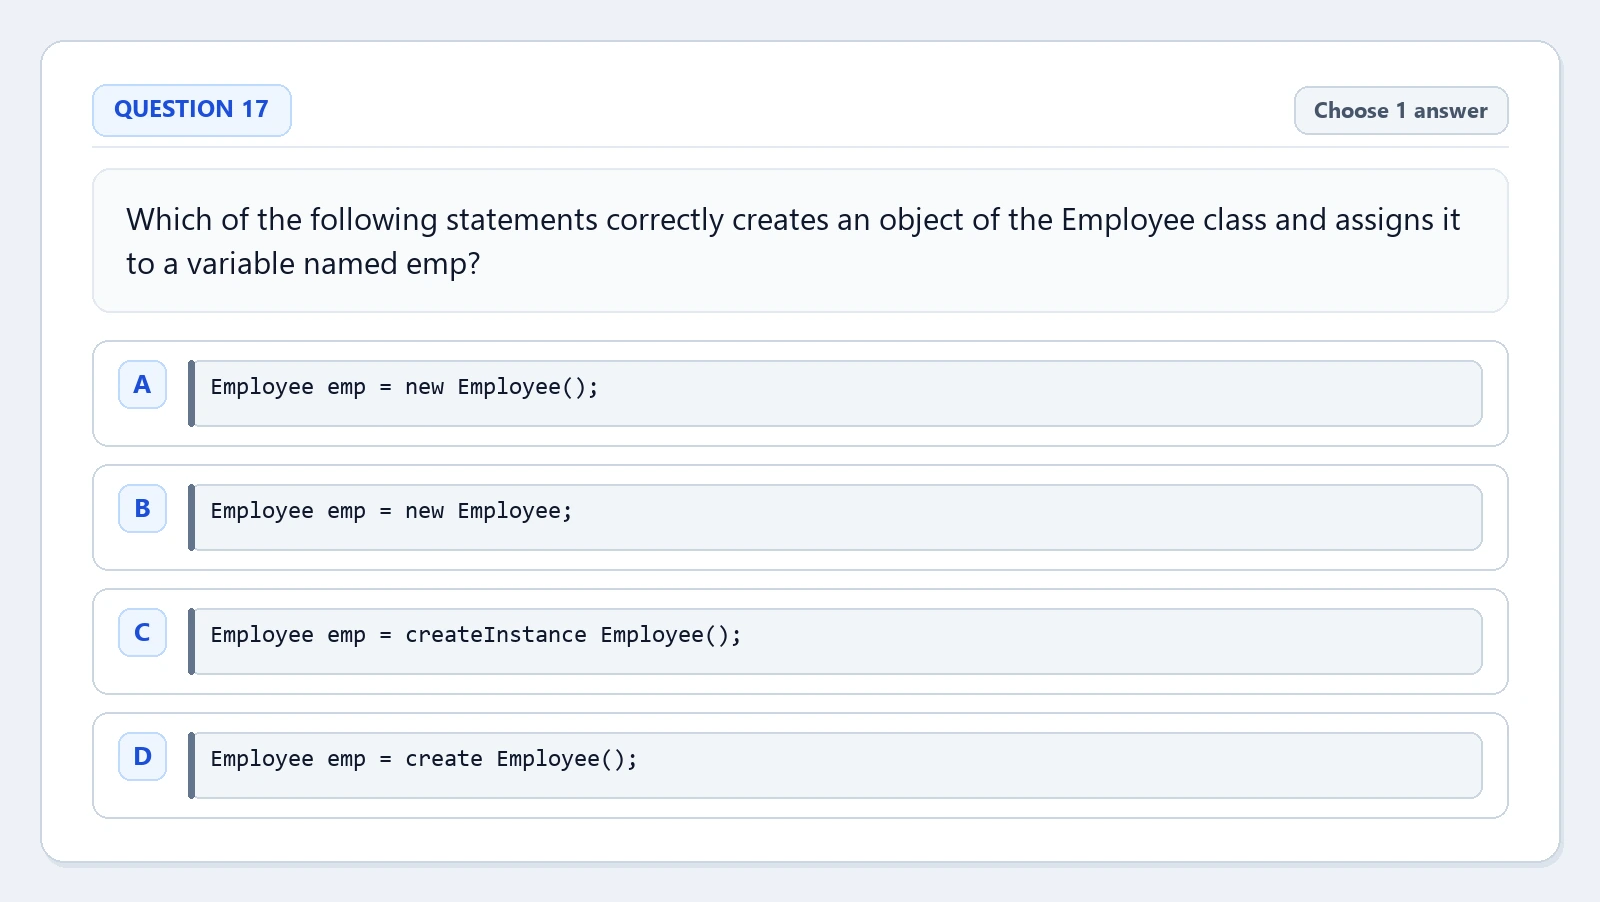 QUESTION 17
Choose 1 answer
Which of the following statements correctly creates an object of the Employee class and assigns it
to a variable named emp?
A
Employee emp = new Employee();
B
Employee emp = new Employee;
C
Employee emp = createInstance Employee();
D
Employee emp = create Employee();